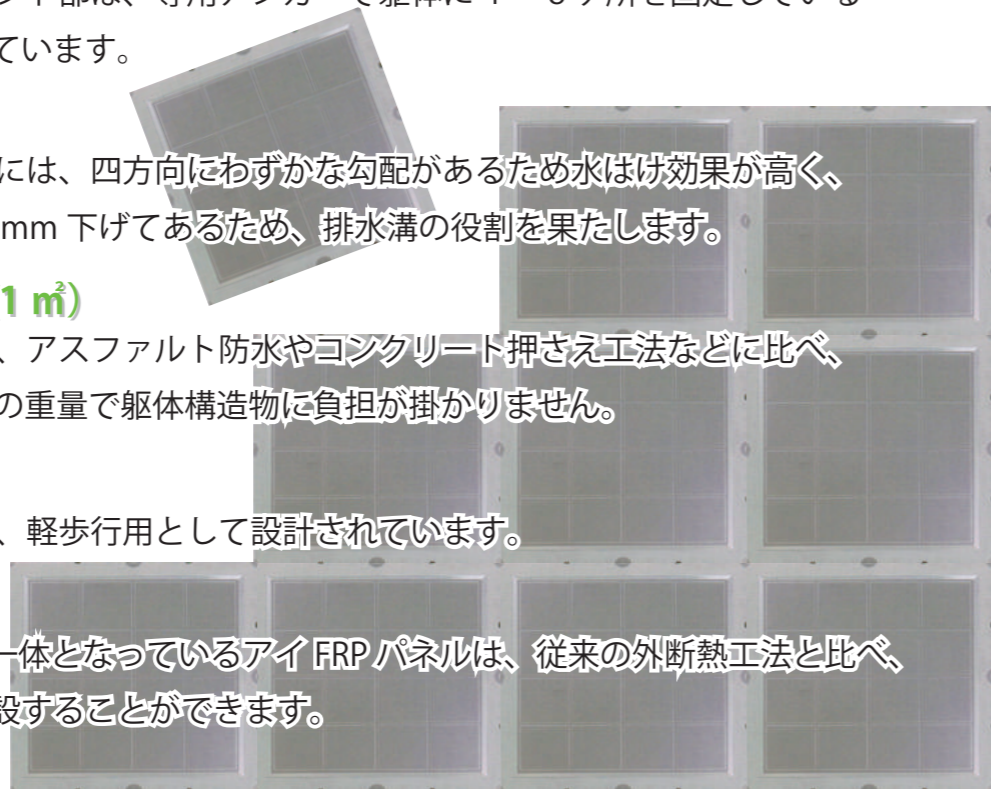 ています。
には、四方向にわずかな勾配があるため水はけ効果が高く、
mm 下げてあるため、排水溝の役割を果たします。
1 ㎡）
、アスファルト防水やコンクリート押さえ工法などに比べ、
の重量で躯体構造物に負担が掛かりません。
、軽歩行用として設計されています。
一体となっているアイ FRP パネルは、従来の外断熱工法と比べ、
設することができます。